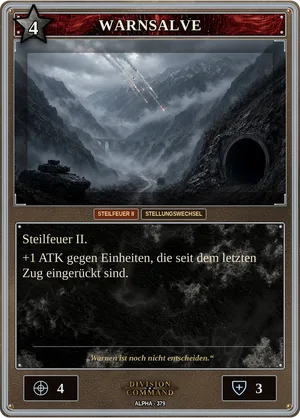 4
WARNSALVE
STEILFEUER II
STELLUNGSWECHSEL
Steilfeuer II.
+1 ATK gegen Einheiten, die seit dem letzten
Zug eingerückt sind.
„Warnen ist noch nicht entscheiden.“
4
DIVISION
COMMAND
ALPHA · 379
3